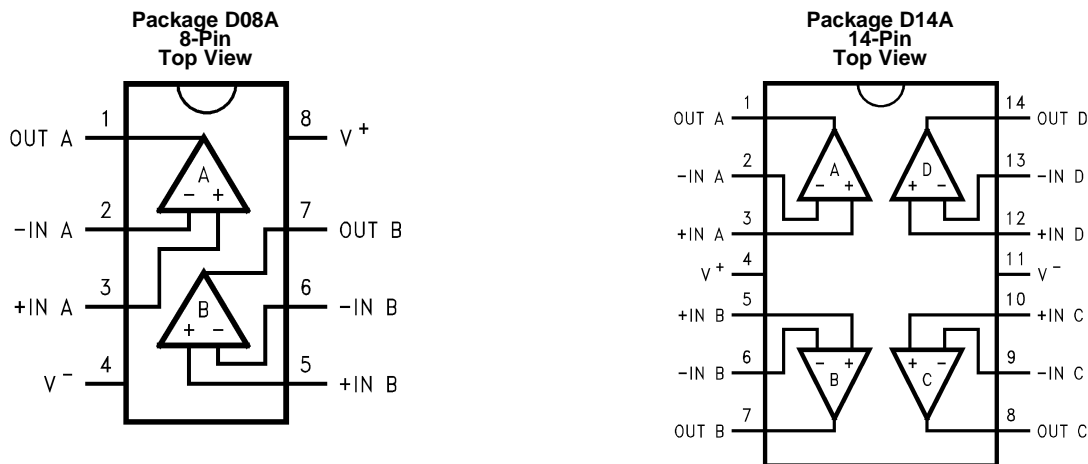 Package D08A
8-Pin
Top View
1
OUT A
8
V+
A
- +
2
-IN A
7
OUT B
3
+IN A
6
-IN B
B
+ -
4
V-
5
+IN B
Package D14A
14-Pin
Top View
1
OUT A
14
OUT D
A
- +
D
+ -
2
-IN A
13
-IN D
3
+IN A
12
+IN D
4
V+
11
V-
5
+IN B
10
+IN C
6
-IN B
9
-IN C
- +
B
+ -
C
7
OUT B
8
OUT C